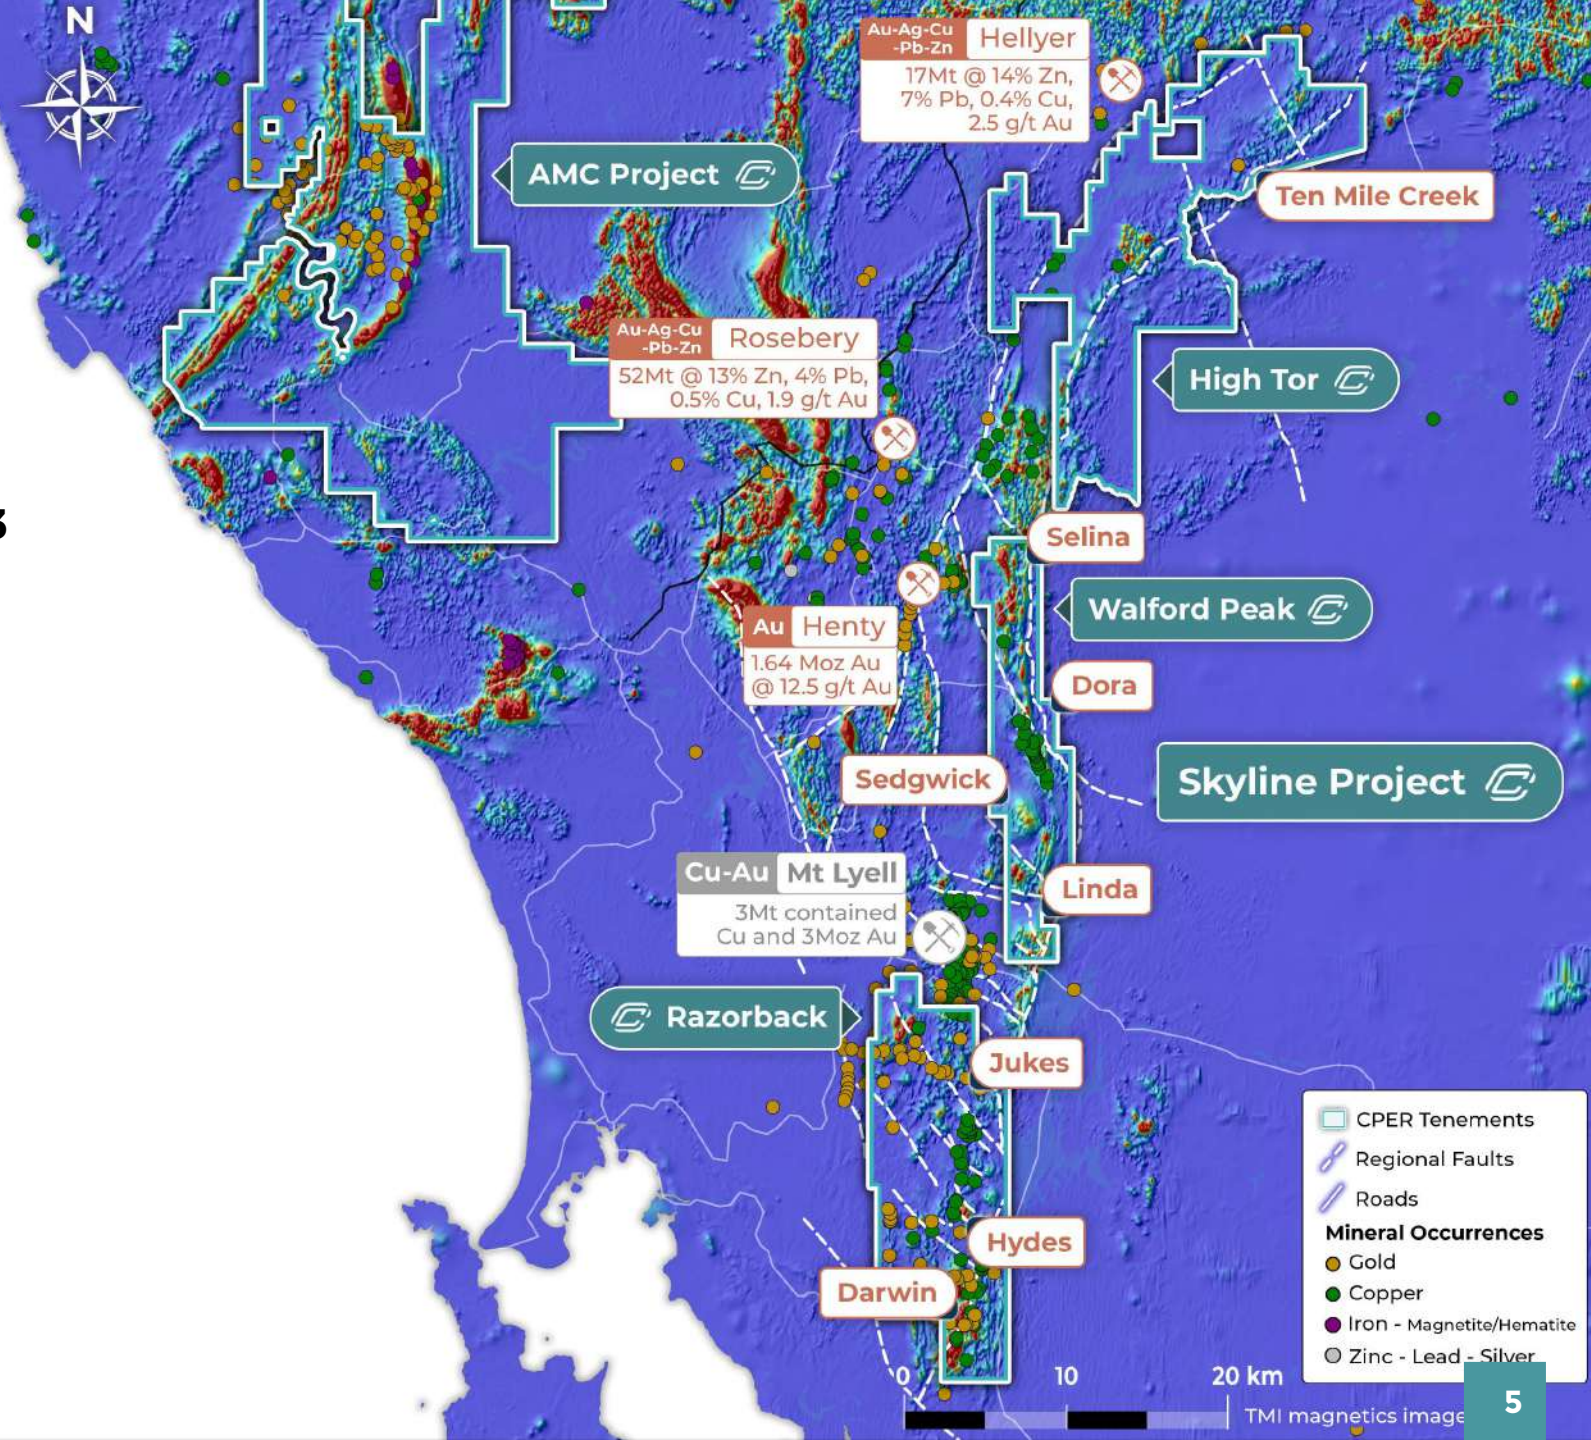 N
Au-Ag-Cu
-Pb-Zn
Hellyer
17Mt @ 14% Zn,
7% Pb, 0.4% Cu,
2.5 g/t Au
AMC Project
Ten Mile Creek
Au-Ag-Cu
-Pb-Zn
Rosebery
52Mt @ 13% Zn, 4% Pb,
0.5% Cu, 1.9 g/t Au
High Tor
3
Selina
Walford Peak
Au Henty
1.64 Moz Au
@ 12.5 g/t Au
Dora
Sedgwick
Skyline Project
Cu-Au Mt Lyell
3Mt contained
Cu and 3Moz Au
Linda
Razorback
Jukes
Hydes
Darwin
CPER Tenements
Regional Faults
Roads
Mineral Occurrences
Gold
Copper
Iron - Magnetite/Hematite
Zinc - Lead - Silver
0 10 20 km
TMI magnetics image
5